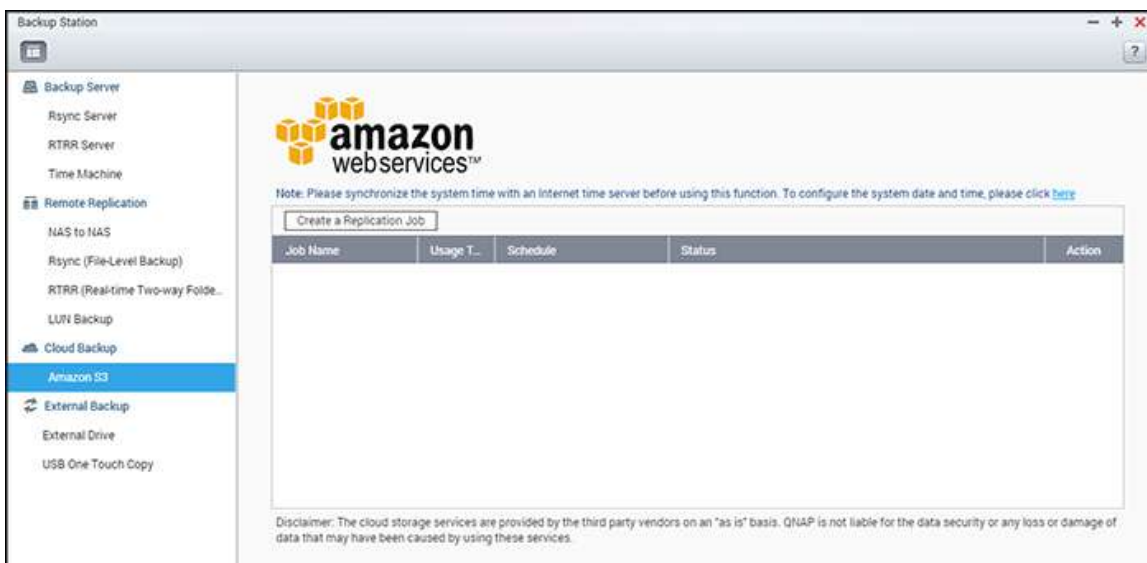 Backup Station
Backup Server
Rsync Server
RTRR Server
Time Machine
Remote Replication
NAS to NAS
Rsync (File-Level Backup)
RTRR (Real-time Two-way Folde...
LUN Backup
Cloud Backup
Amazon S3
External Backup
External Drive
USB One Touch Copy
amazon
webservices™
Note: Please synchronize the system time with an Internet time server before using this function. To configure the system date and time, please click here
Create a Replication Job
Job Name Usage T... Schedule Status Action
Disclaimer: The cloud storage services are provided by the third party vendors on an "as is" basis. QNAP is not liable for the data security or any loss or damage of
data that may have been caused by using these services.